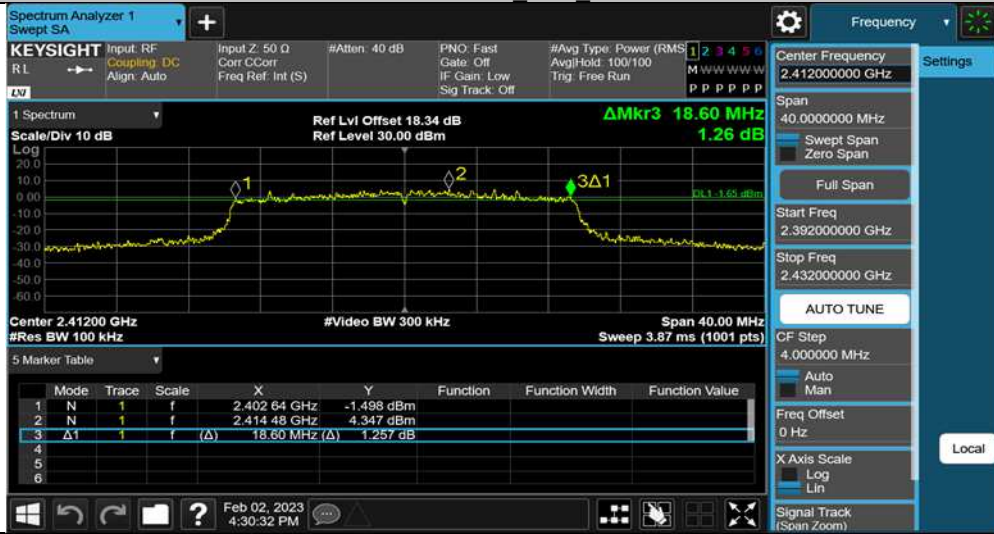 Spectrum Analyzer 1
Swept SA
+
Frequency
KEYSIGHT
RL
LXI
Input: RF
Coupling: DC
Align: Auto
Input Z: 50 Ω
Corr CCorr
Freq Ref: Int (S)
#Atten: 40 dB
PNO: Fast
Gate: Off
IF Gain: Low
Sig Track: Off
#Avg Type: Power (RMS
Avg|Hold: 100/100
Trig: Free Run
1 2 3 4 5 6
M W W W W W
P P P P P P
1 Spectrum
Scale/Div 10 dB
Ref Lvl Offset 18.34 dB
Ref Level 30.00 dBm
ΔMkr3 18.60 MHz
1.26 dB
Log
20.0
10.0
0.00
-10.0
-20.0
-30.0
-40.0
-50.0
-60.0
1
2
3Δ1
DL1 -1.65 dBm
Center 2.41200 GHz
#Video BW 300 kHz
Span 40.00 MHz
#Res BW 100 kHz
Sweep 3.87 ms (1001 pts)
5 Marker Table
Mode Trace Scale X Y Function Function Width Function Value
1 N 1 f 2.402 64 GHz -1.498 dBm
2 N 1 f 2.414 48 GHz 4.347 dBm
3 Δ1 1 f (Δ) 18.60 MHz (Δ) 1.257 dB
4
5
6
Center Frequency
2.412000000 GHz
Settings
Span
40.0000000 MHz
Swept Span
Zero Span
Full Span
Start Freq
2.392000000 GHz
Stop Freq
2.432000000 GHz
AUTO TUNE
CF Step
4.000000 MHz
Auto
Man
Freq Offset
0 Hz
X Axis Scale
Log
Lin
Local
Signal Track
(Span Zoom)
?
Feb 02, 2023
4:30:32 PM